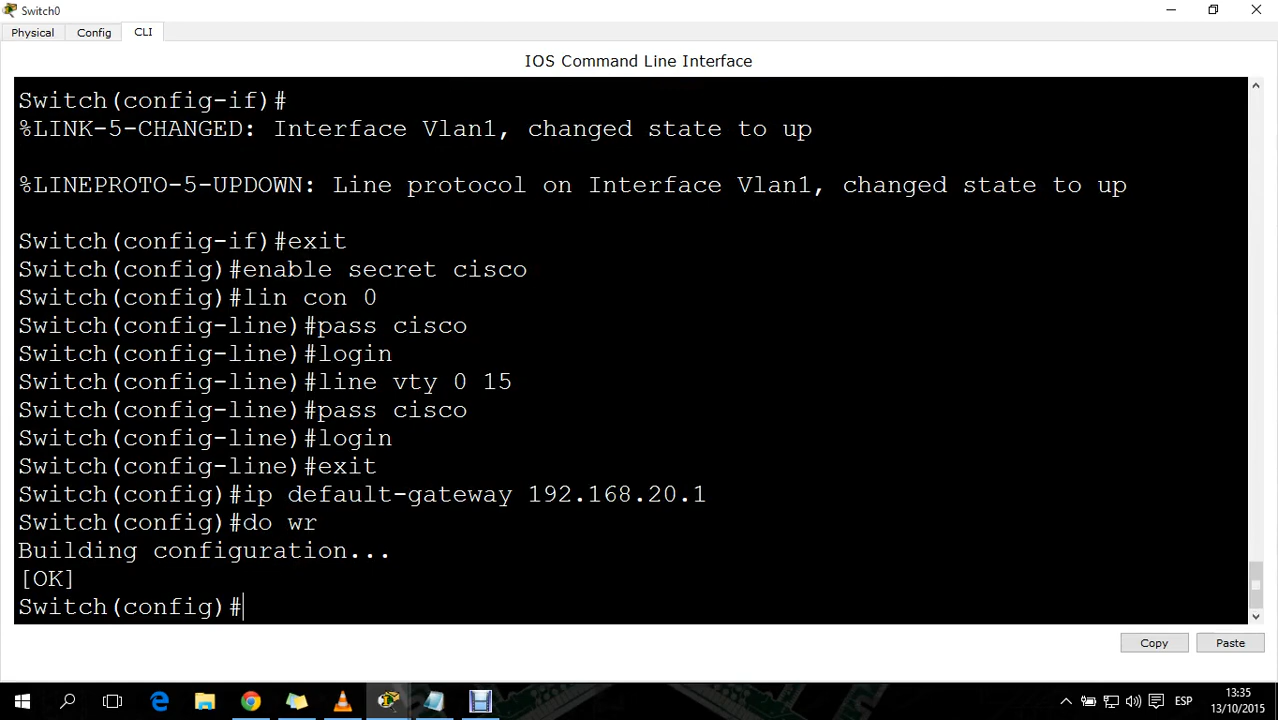 Switch0
Physical Config CLI
IOS Command Line Interface
Switch(config-if)#
%LINK-5-CHANGED: Interface Vlan1, changed state to up
%LINEPROTO-5-UPDOWN: Line protocol on Interface Vlan1, changed state to up
Switch(config-if)#exit
Switch(config)#enable secret cisco
Switch(config)#lin con 0
Switch(config-line)#pass cisco
Switch(config-line)#login
Switch(config-line)#line vty 0 15
Switch(config-line)#pass cisco
Switch(config-line)#login
Switch(config-line)#exit
Switch(config)#ip default-gateway 192.168.20.1
Switch(config)#do wr
Building configuration...
[OK]
Switch(config)#
Copy Paste
ESP
13:35
13/10/2015